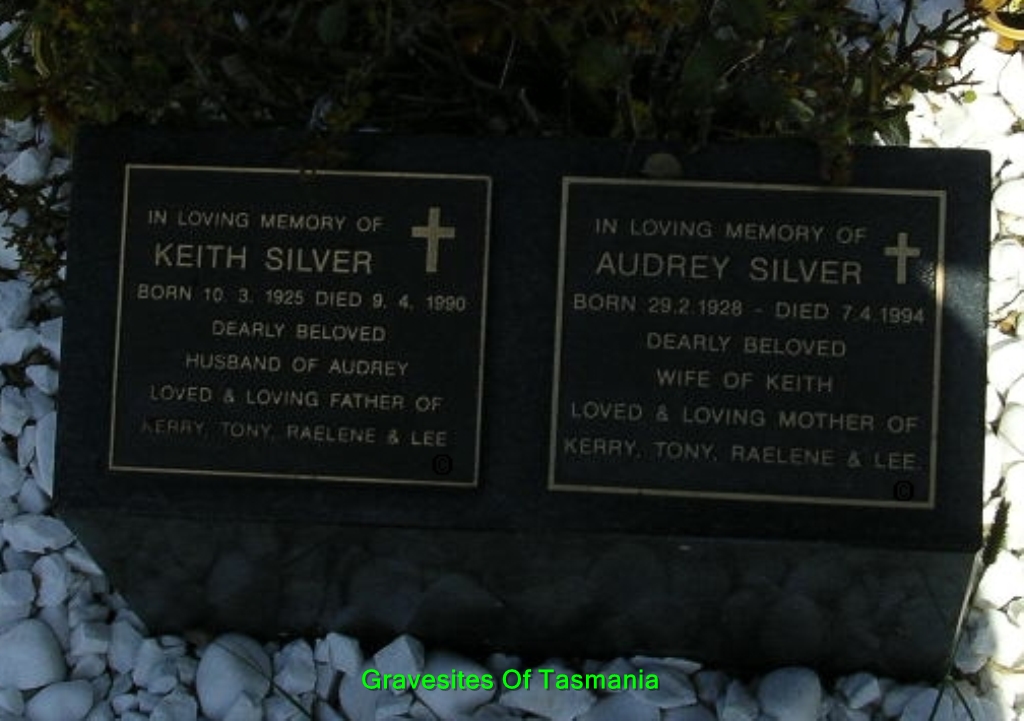 IN LOVING MEMORY OF
KEITH SILVER
BORN 10. 3. 1925 DIED 9. 4. 1990
DEARLY BELOVED
HUSBAND OF AUDREY
LOVED & LOVING FATHER OF
KERRY, TONY, RAELENE & LEE
©
IN LOVING MEMORY OF
AUDREY SILVER
BORN 29.2.1928 - DIED 7.4.1994
DEARLY BELOVED
WIFE OF KEITH
LOVED & LOVING MOTHER OF
KERRY, TONY, RAELENE & LEE.
©
Gravesites Of Tasmania